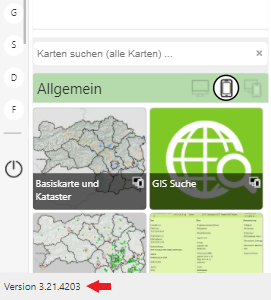 G
S
D
F
Karten suchen (alle Karten) ...
Allgemein
Basiskarte und
Kataster
GIS Suche
Version 3.21.4203